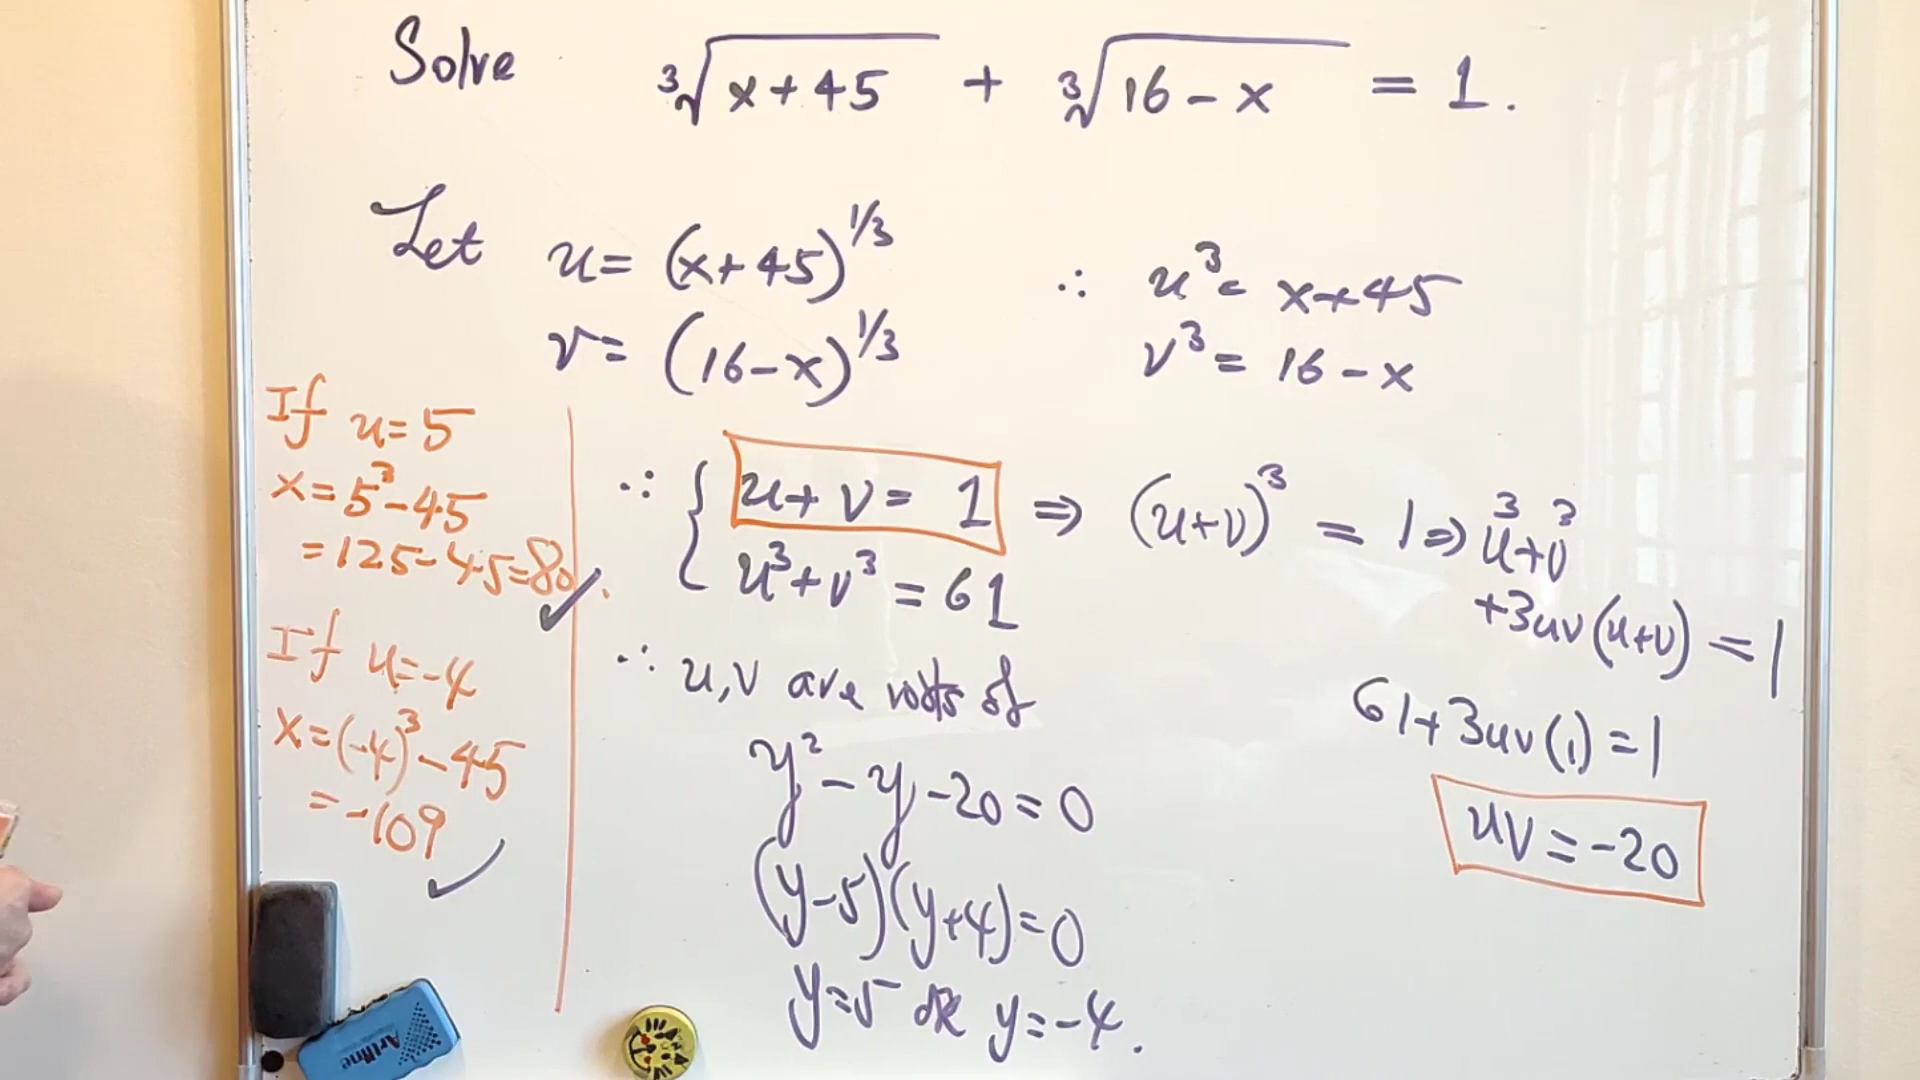 Solve ∛(x+45) + ∛(16-x) = 1.
Let u = (x+45)^1/3 ∴ u³ = x+45
v = (16-x)^1/3 v³ = 16-x
∴ { u+v = 1 ⇒ (u+v)³ = 1 ⇒ u³+v³
+3uv(u+v) = 1
u³+v³ = 61
61+3uv(1) = 1
uv = -20
∴ u,v are roots of
y² - y - 20 = 0
(y-5)(y+4) = 0
y=5 or y=-4.
If u=5
x=5³-45
=125-45=80. ✓
If u=-4
x=(-4)³-45
=-109 ✓
Artline